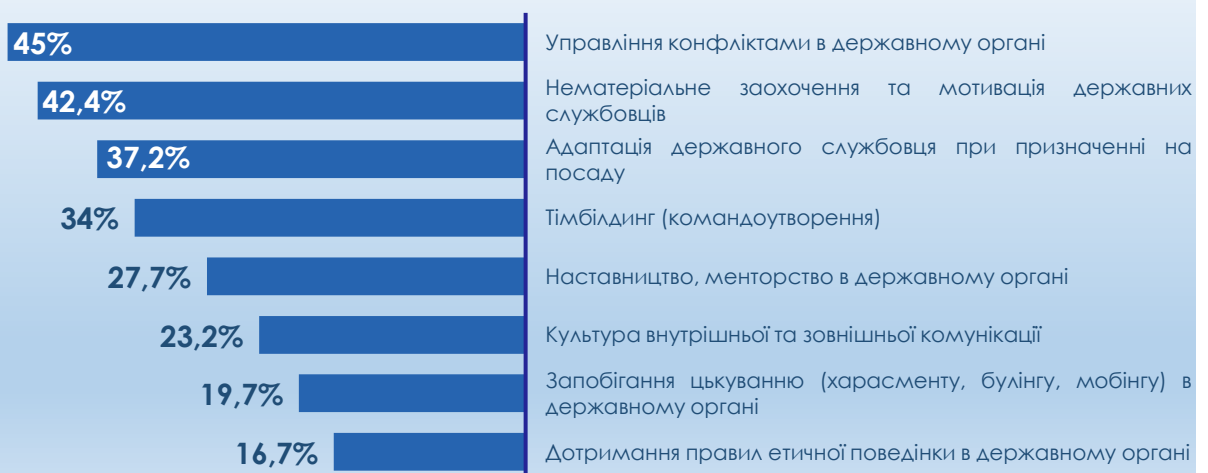 45%
Управління конфліктами в державному органі
42,4%
Нематеріальне заохочення та мотивація державних
службовців
37,2%
Адаптація державного службовця при призначенні на
посаду
34%
Тімбілдинг (командоутворення)
27,7%
Наставництво, менторство в державному органі
23,2%
Культура внутрішньої та зовнішньої комунікації
19,7%
Запобігання цькуванню (харасменту, булінгу, мобінгу) в
державному органі
16,7%
Дотримання правил етичної поведінки в державному органі